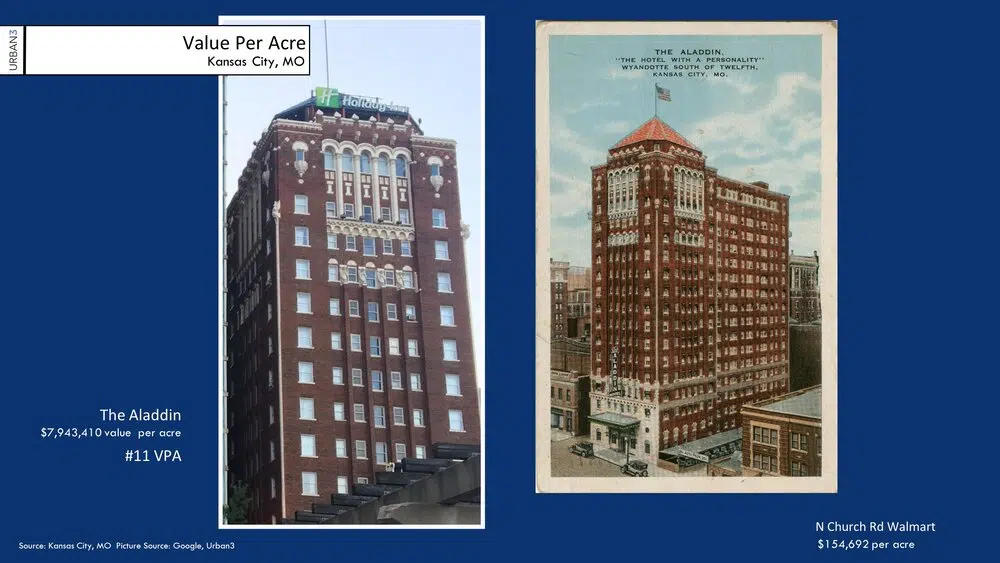 URBAN3
Value Per Acre
Kansas City, MO
Holiday Inn
THE ALADDIN,
"THE HOTEL WITH A PERSONALITY"
WYANDOTTE SOUTH OF TWELFTH,
KANSAS CITY, MO.
ALADDIN
The Aladdin
$7,943,410 value per acre
#11 VPA
N Church Rd Walmart
$154,692 per acre
Source: Kansas City, MO Picture Source: Google, Urban3